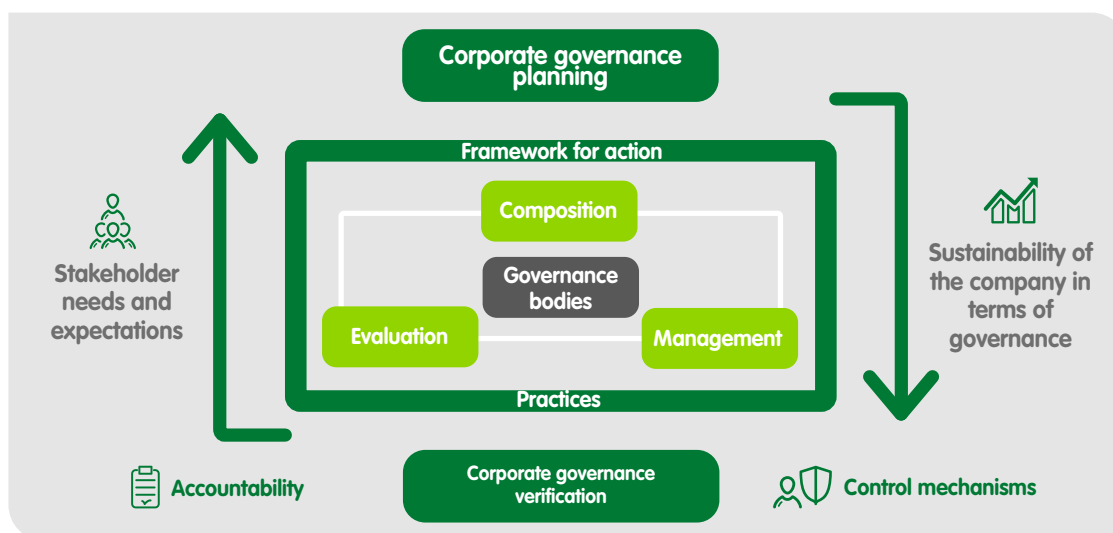 Corporate governance
planning
Framework for action
Composition
Governance
bodies
Evaluation
Management
Practices
Stakeholder
needs and
expectations
Sustainability of
the company in
terms of
governance
Accountability
Corporate governance
verification
Control mechanisms